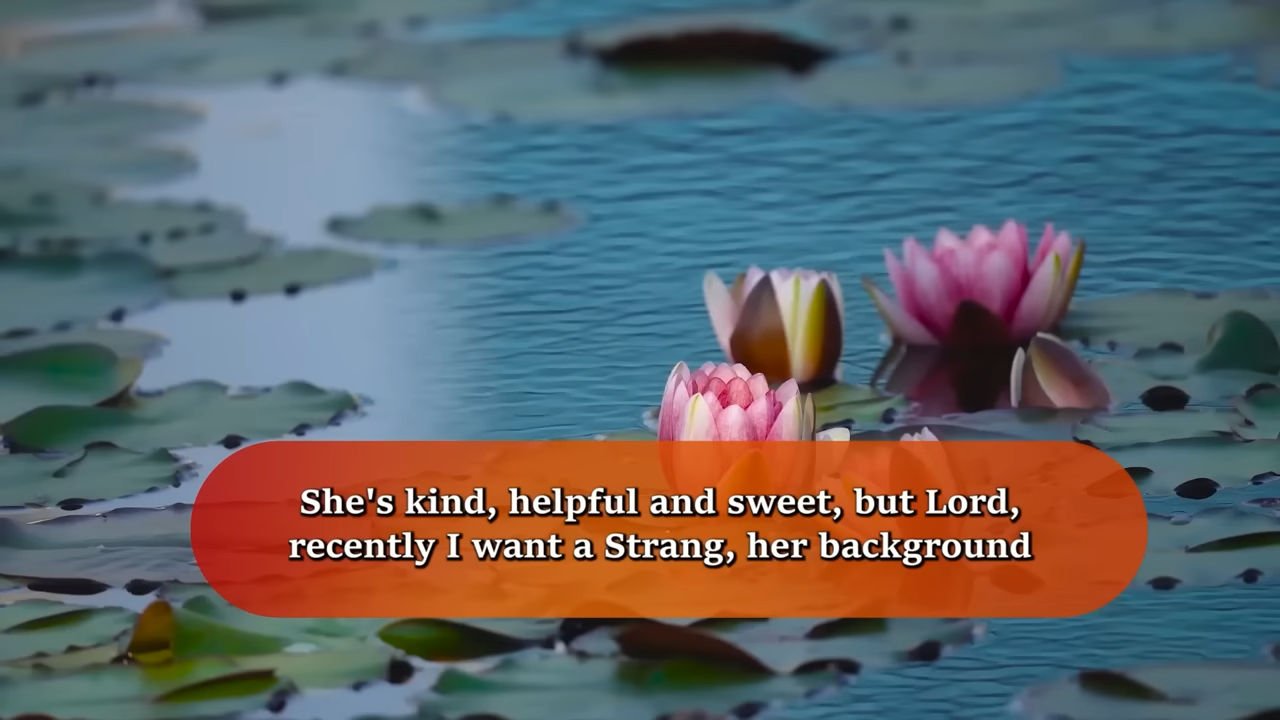 She's kind, helpful and sweet, but Lord,
recently I want a Strang, her background